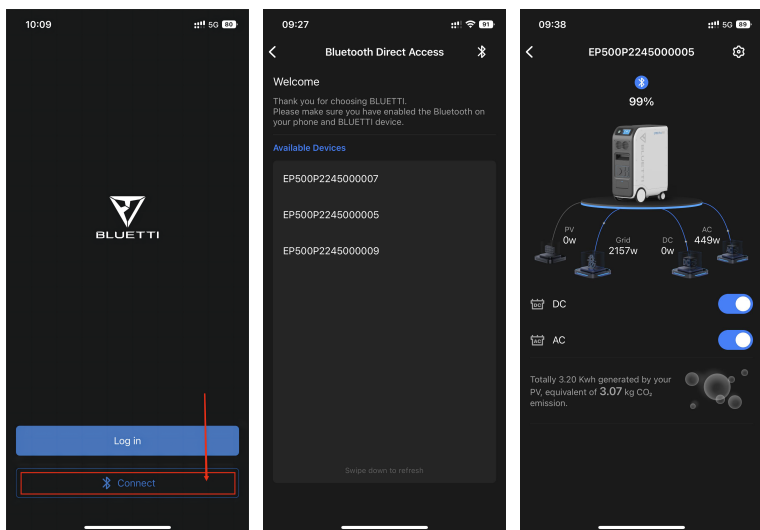 10:09
5G 80
BLUETTI
Log in
Connect
09:27
91
Bluetooth Direct Access
Welcome
Thank you for choosing BLUETTI.
Please make sure you have enabled the Bluetooth on
your phone and BLUETTI device.
Available Devices
EP500P2245000007
EP500P2245000005
EP500P2245000009
Swipe down to refresh
09:38
5G 89
EP500P2245000005
99%
PV
0w
Grid
2157w
DC
0w
AC
449w
DC DC
AC AC
Totally 3.20 Kwh generated by your
PV, equivalent of 3.07 kg CO₂
emission.